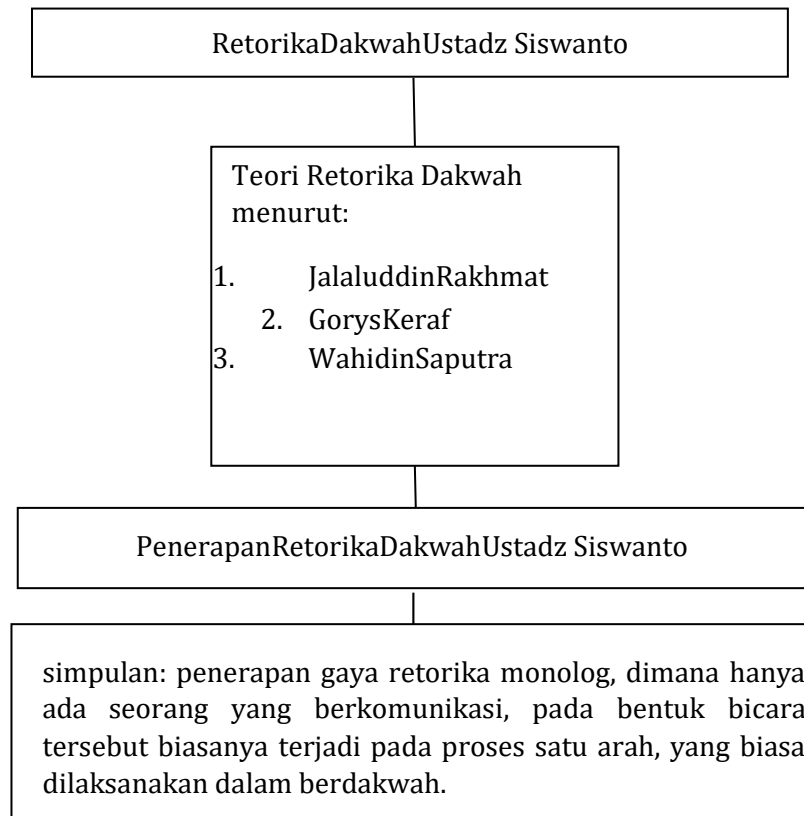 RetorikaDakwahUstadz Siswanto
Teori Retorika Dakwah
menurut:
1. JalaluddinRakhmat
2. GorysKeraf
3. WahidinSaputra
PenerapanRetorikaDakwahUstadz Siswanto
simpulan: penerapan gaya retorika monolog, dimana hanya
ada seorang yang berkomunikasi, pada bentuk bicara
tersebut biasanya terjadi pada proses satu arah, yang biasa
dilaksanakan dalam berdakwah.